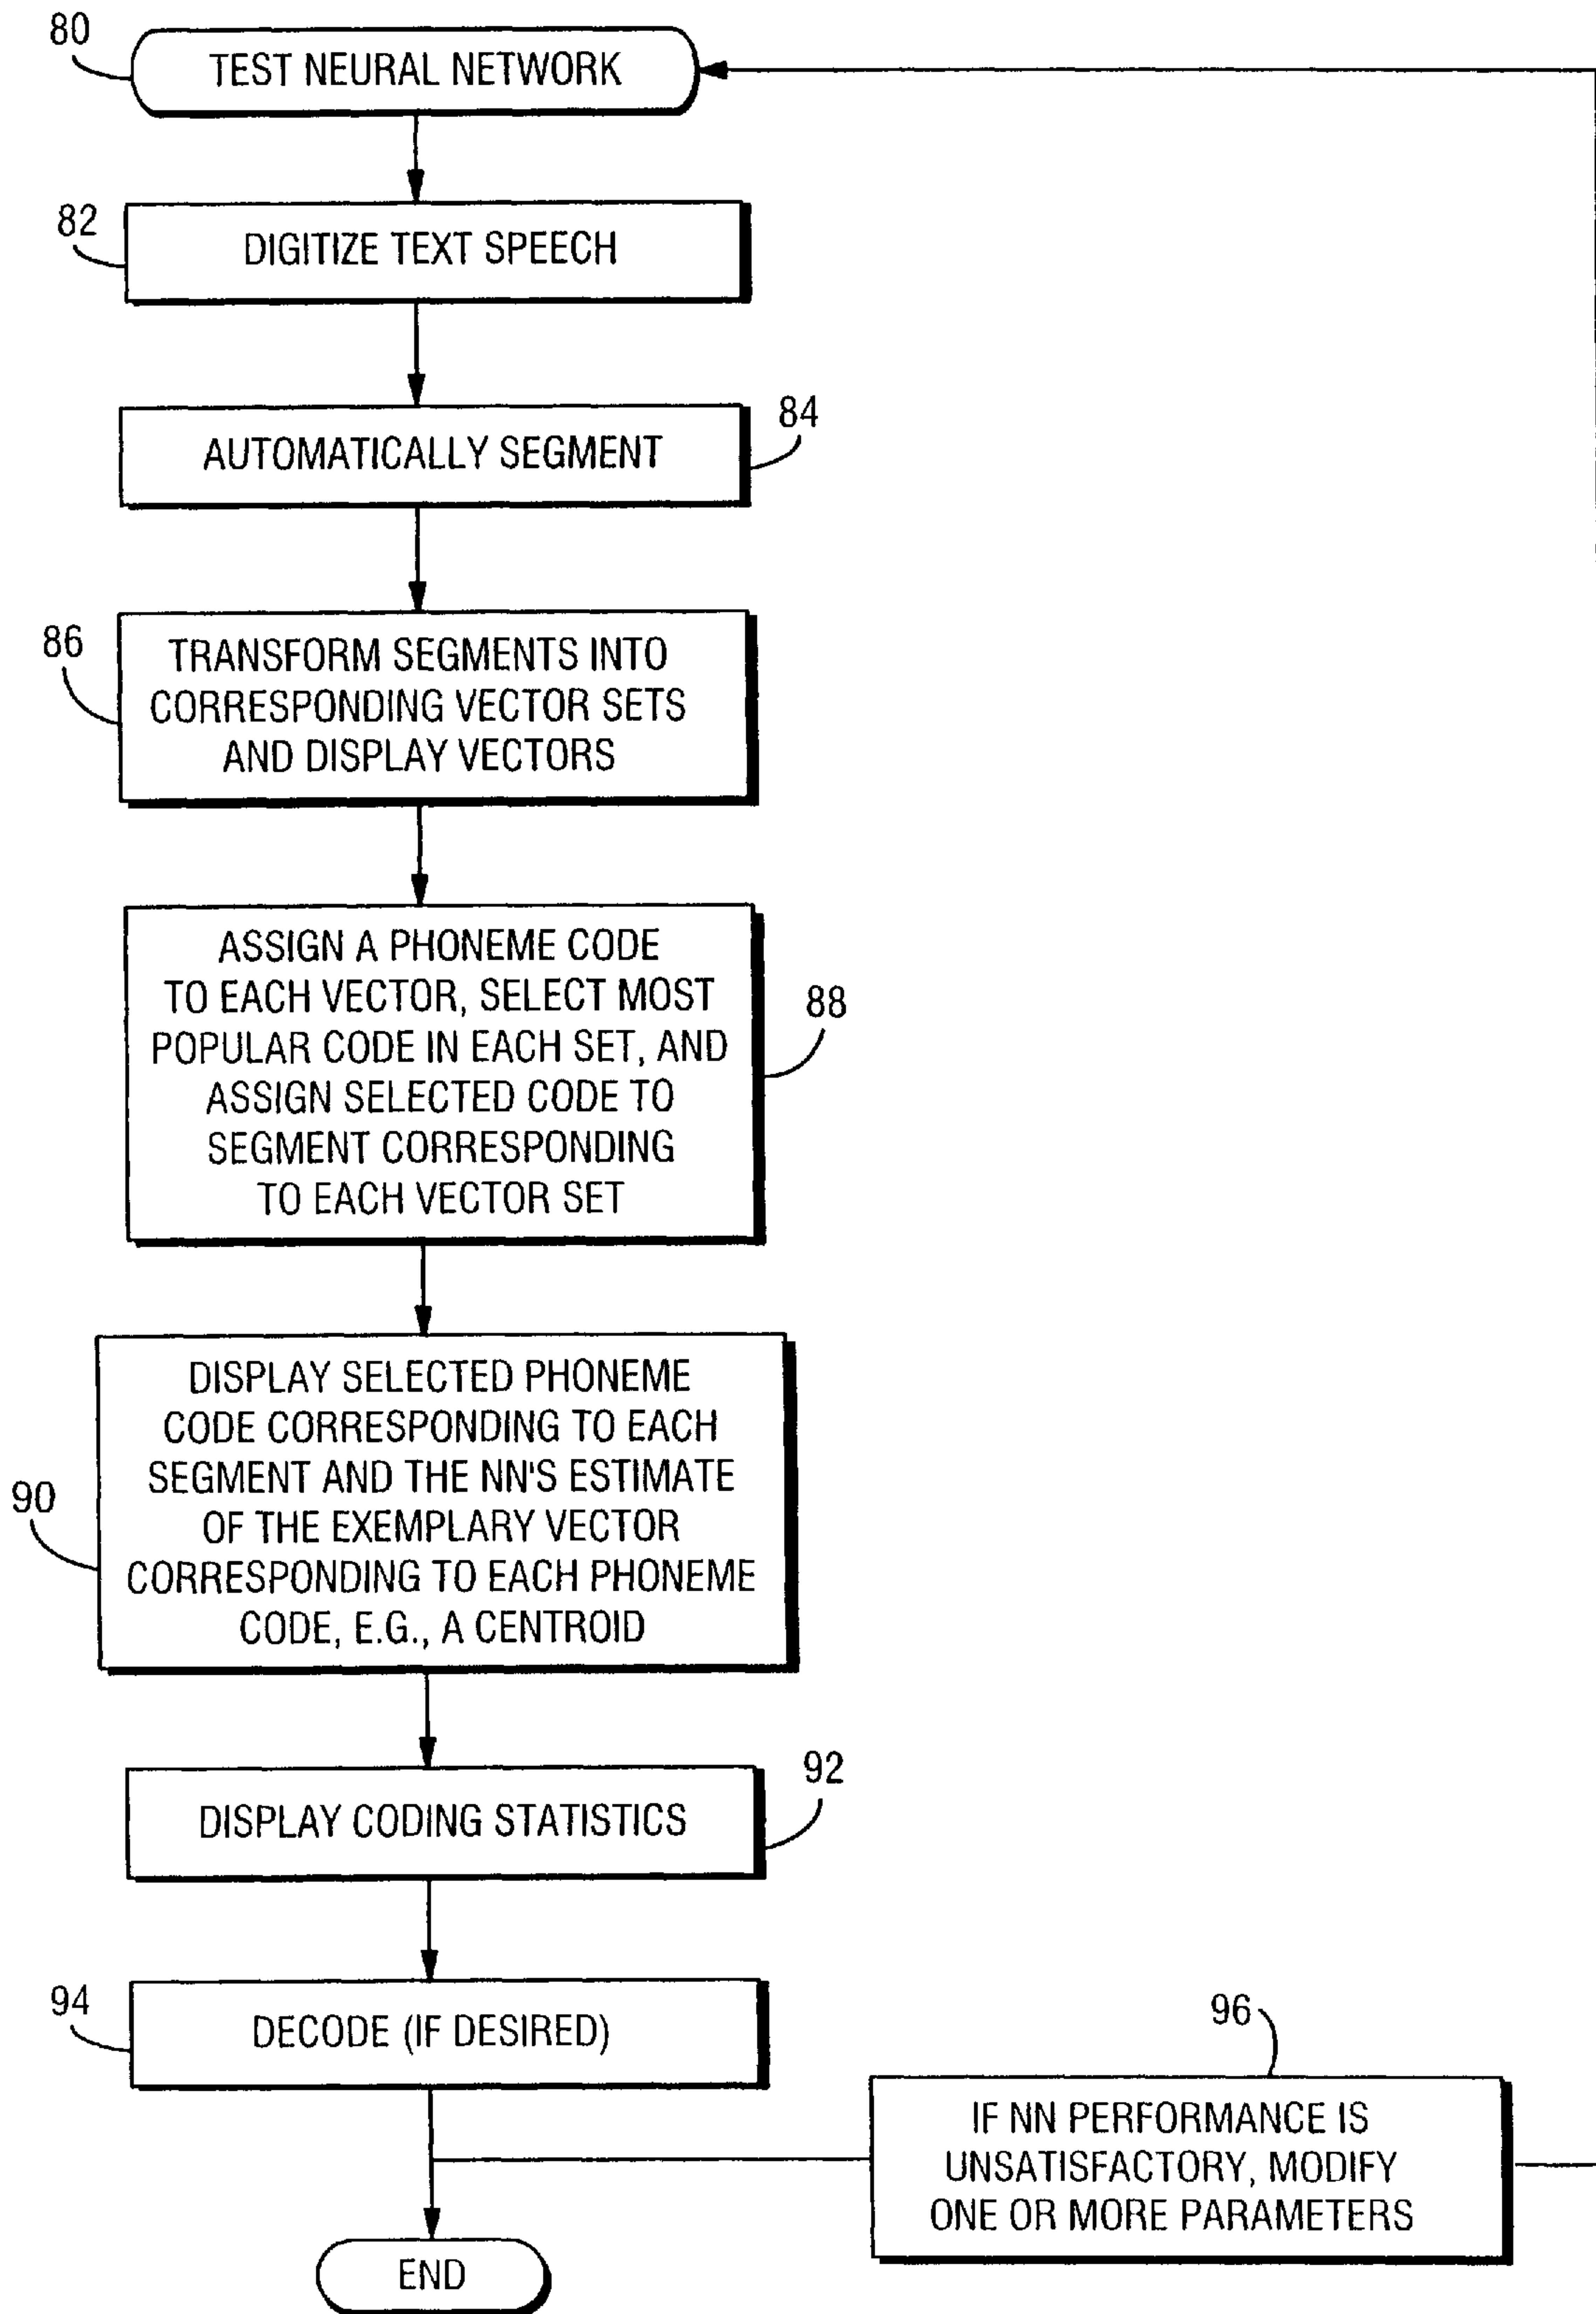 80
TEST NEURAL NETWORK
82
DIGITIZE TEXT SPEECH
84
AUTOMATICALLY SEGMENT
86
TRANSFORM SEGMENTS INTO
CORRESPONDING VECTOR SETS
AND DISPLAY VECTORS
88
ASSIGN A PHONEME CODE
TO EACH VECTOR, SELECT MOST
POPULAR CODE IN EACH SET, AND
ASSIGN SELECTED CODE TO
SEGMENT CORRESPONDING
TO EACH VECTOR SET
90
DISPLAY SELECTED PHONEME
CODE CORRESPONDING TO EACH
SEGMENT AND THE NN'S ESTIMATE
OF THE EXEMPLARY VECTOR
CORRESPONDING TO EACH PHONEME
CODE, E.G., A CENTROID
92
DISPLAY CODING STATISTICS
94
DECODE (IF DESIRED)
96
IF NN PERFORMANCE IS
UNSATISFACTORY, MODIFY
ONE OR MORE PARAMETERS
END